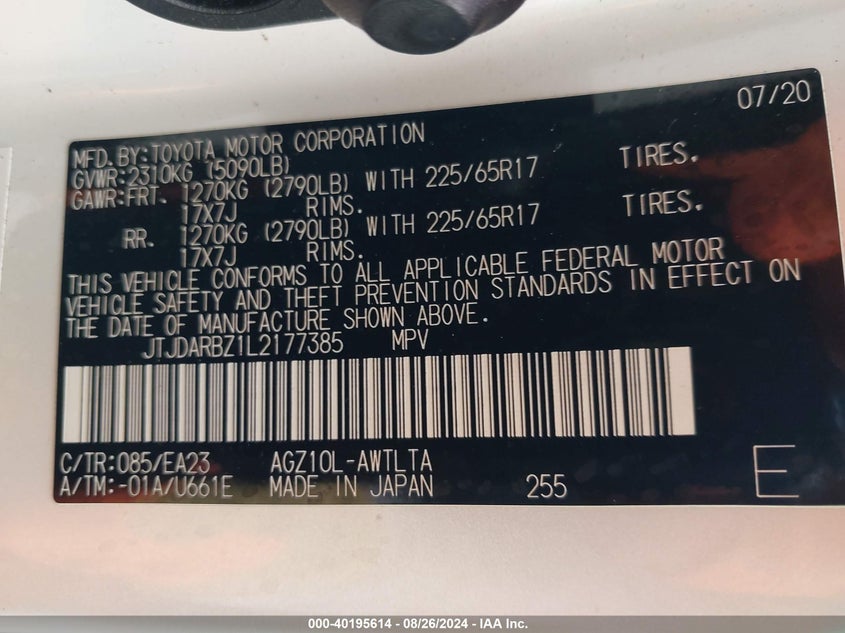 07/20
MFD. BY: TOYOTA MOTOR CORPORATION
GVWR: 2310KG (5090LB)
GAWR: FRT. 1270KG (2790LB) WITH 225/65R17 TIRES.
17X7J RIMS.
RR. 1270KG (2790LB) WITH 225/65R17 TIRES.
17X7J RIMS.
THIS VEHICLE CONFORMS TO ALL APPLICABLE FEDERAL MOTOR
VEHICLE SAFETY AND THEFT PREVENTION STANDARDS IN EFFECT ON
THE DATE OF MANUFACTURE SHOWN ABOVE.
JTJDARBZ1L2177385 MPV
C/TR: 085/EA23 AGZ10L-AWTLTA
A/TM: -01A/U661E MADE IN JAPAN 255 E
000-40195614 - 08/26/2024 - IAA Inc.